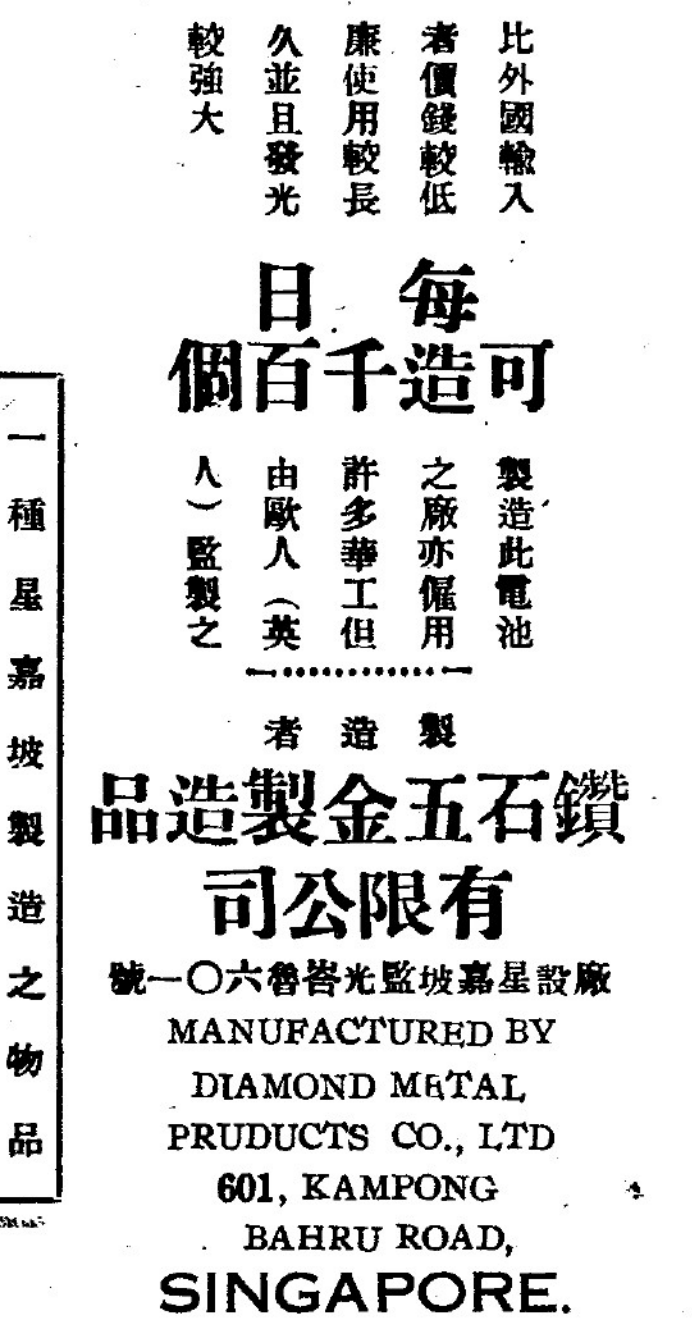 比外國輸入
者價錢較低
廉使用較長
久並且發光
較強大
每日
可造千百個
製造此電池
之廠亦僱用
許多華工但
由歐人（英
人）監製之
製造者
鑽石五金製造品
有限公司
廠設星嘉坡監光峇魯六〇一號
MANUFACTURED BY
DIAMOND METAL
PRUDUCTS CO., LTD
601, KAMPONG
BAHRU ROAD,
SINGAPORE.
一種星嘉坡製造之物品